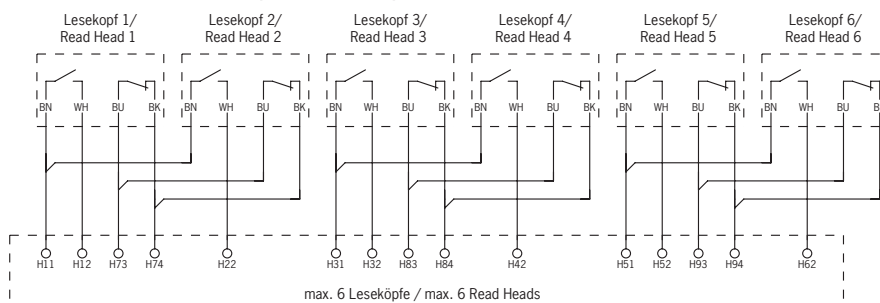 Lesekopf 1/ Lesekopf 2/ Lesekopf 3/ Lesekopf 4/ Lesekopf 5/ Lesekopf 6/
Read Head 1 Read Head 2 Read Head 3 Read Head 4 Read Head 5 Read Head 6
BN WH BU BK BN WH BU BK BN WH BU BK BN WH BU BK BN WH BU BK BN WH BU
H11 H12 H73 H74 H22 H31 H32 H83 H84 H42 H51 H52 H93 H94 H62
max. 6 Leseköpfe / max. 6 Read Heads